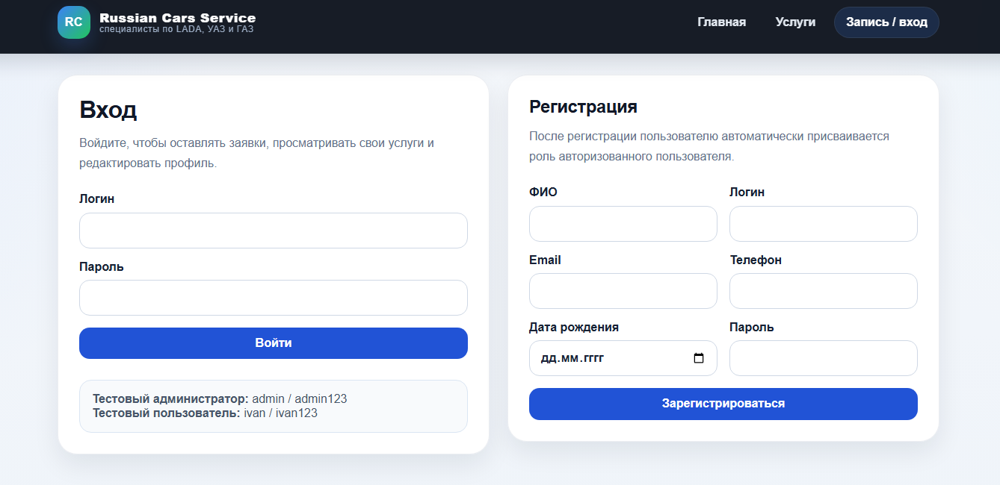 RC
Russian Cars Service
специалисты по LADA, УАЗ и ГАЗ
Главная
Услуги
Запись / вход
Вход
Войдите, чтобы оставлять заявки, просматривать свои услуги и
редактировать профиль.
Логин
Пароль
Войти
Тестовый администратор: admin / admin123
Тестовый пользователь: ivan / ivan123
Регистрация
После регистрации пользователю автоматически присваивается
роль авторизованного пользователя.
ФИО
Логин
Email
Телефон
Дата рождения
Пароль
дд.мм.гггг
Зарегистрироваться